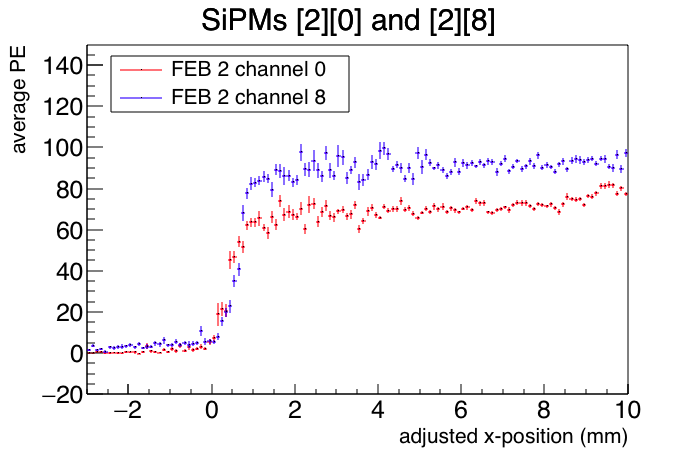 SiPMs [2][0] and [2][8]
average PE
FEB 2 channel 0
FEB 2 channel 8
140
120
100
80
60
40
20
0
−20
−2 0 2 4 6 8 10
adjusted x-position (mm)